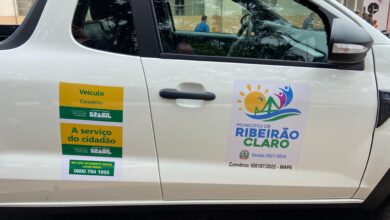 Veículo
Convênio
BRASIL
A serviço
do cidadão
BRASIL
0800 704 1995
MUNICÍPIO DE
RIBEIRÃO
CLARO
Gestão 2021/2024
Convênio: 920167/2022 - MAPA